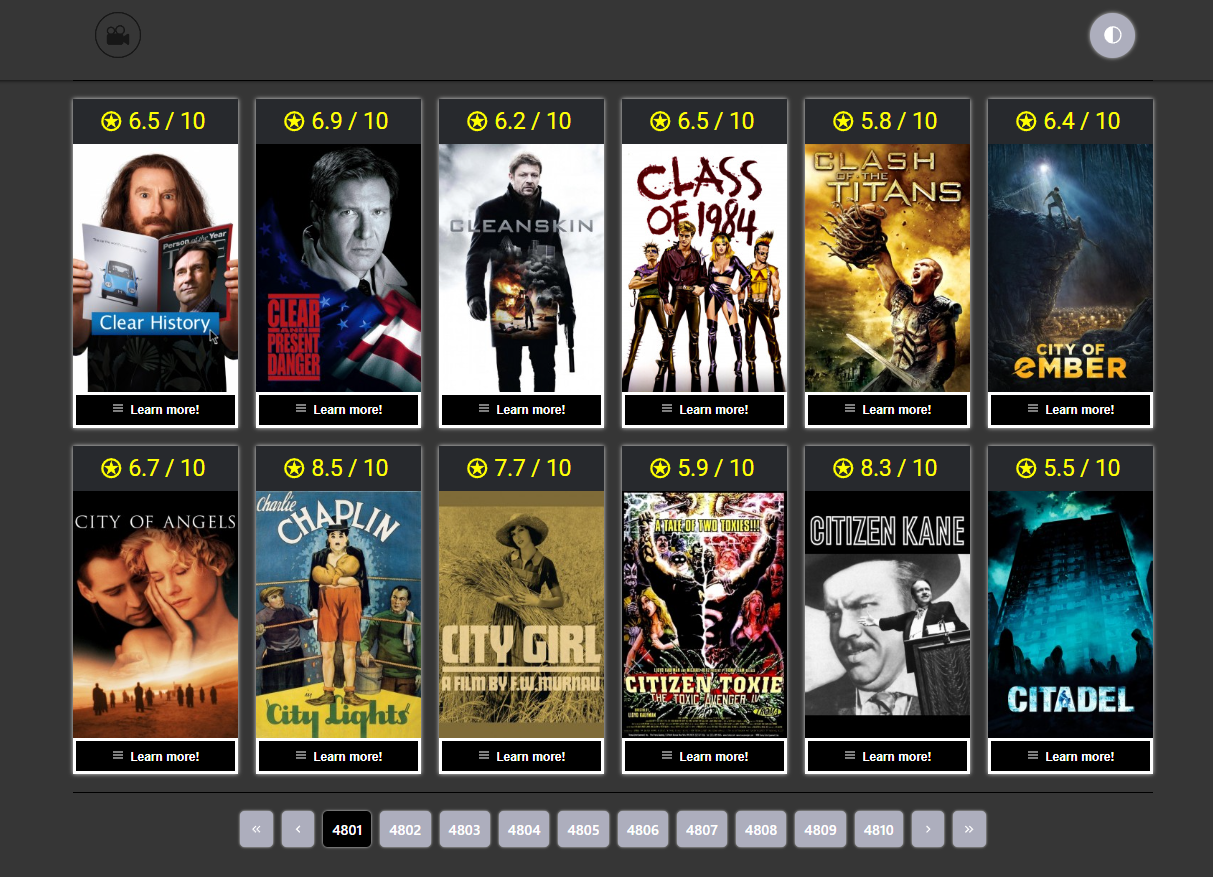 6.5 / 10
6.9 / 10
6.2 / 10
6.5 / 10
5.8 / 10
6.4 / 10
Person of the Year
Clear History
CLEAR
AND
PRESENT
DANGER
CLEANSKIN
CLASS
OF 1984
CLASH
OF THE
TITANS
CITY OF
EMBER
Learn more!
Learn more!
Learn more!
Learn more!
Learn more!
Learn more!
6.7 / 10
8.5 / 10
7.7 / 10
5.9 / 10
8.3 / 10
5.5 / 10
CITY OF ANGELS
Charlie
CHAPLIN
City Lights
CITY GIRL
A FILM BY F.W. MURNAU
A TALE OF TWO TOXIES!!!
CITIZEN TOXIE
THE TOXIC AVENGER IV
CITIZEN KANE
CITADEL
Learn more!
Learn more!
Learn more!
Learn more!
Learn more!
Learn more!
« ‹ 4801 4802 4803 4804 4805 4806 4807 4808 4809 4810 › »